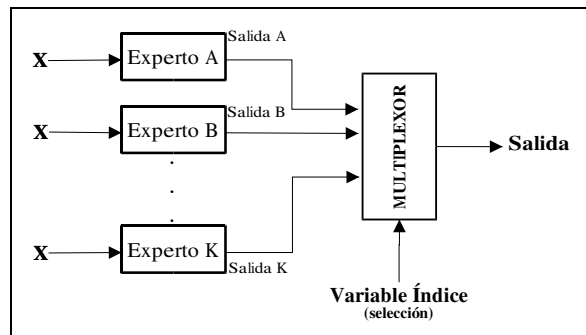 Salida A
X
Experto A
Salida B
X
Experto B
MULTIPLEXOR
Salida
X
Experto K
Salida K
Variable Índice
(selección)